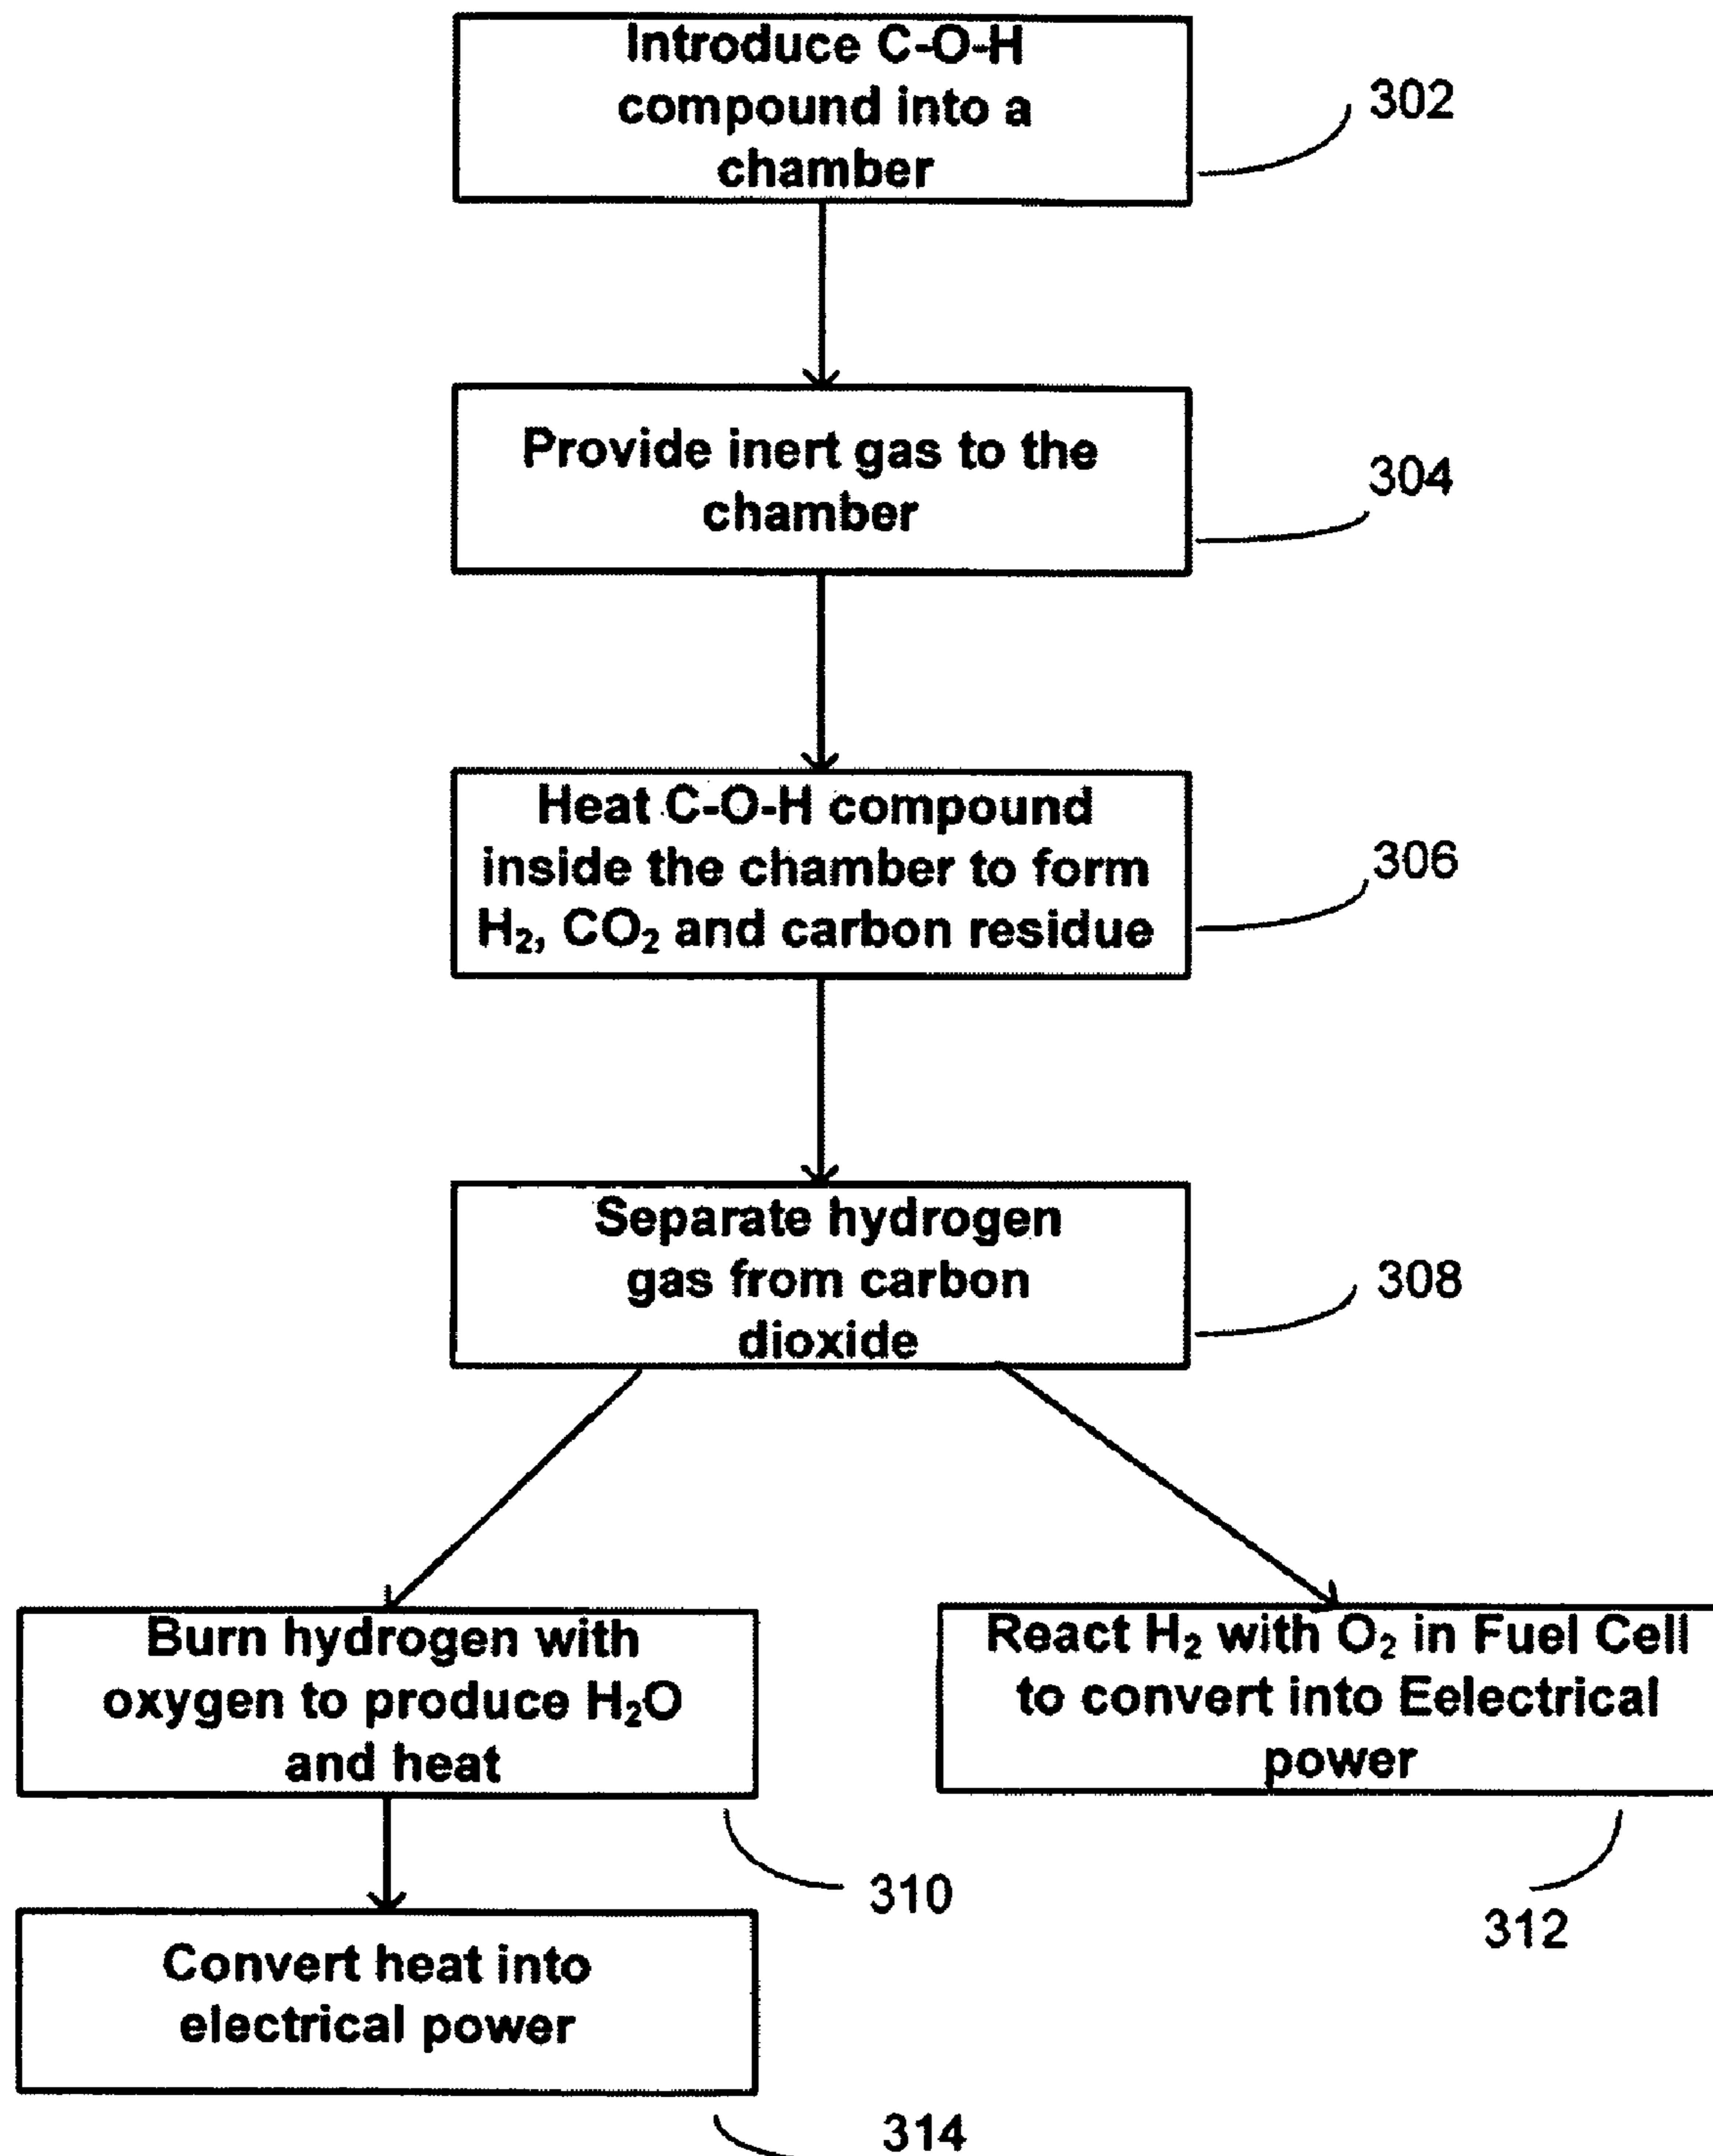 Introduce C-O-H
compound into a
chamber
302
Provide inert gas to the
chamber
304
Heat C-O-H compound
inside the chamber to form
H₂, CO₂ and carbon residue
306
Separate hydrogen
gas from carbon
dioxide
308
Burn hydrogen with
oxygen to produce H₂O
and heat
310
React H₂ with O₂ in Fuel Cell
to convert into Eelectrical
power
312
Convert heat into
electrical power
314